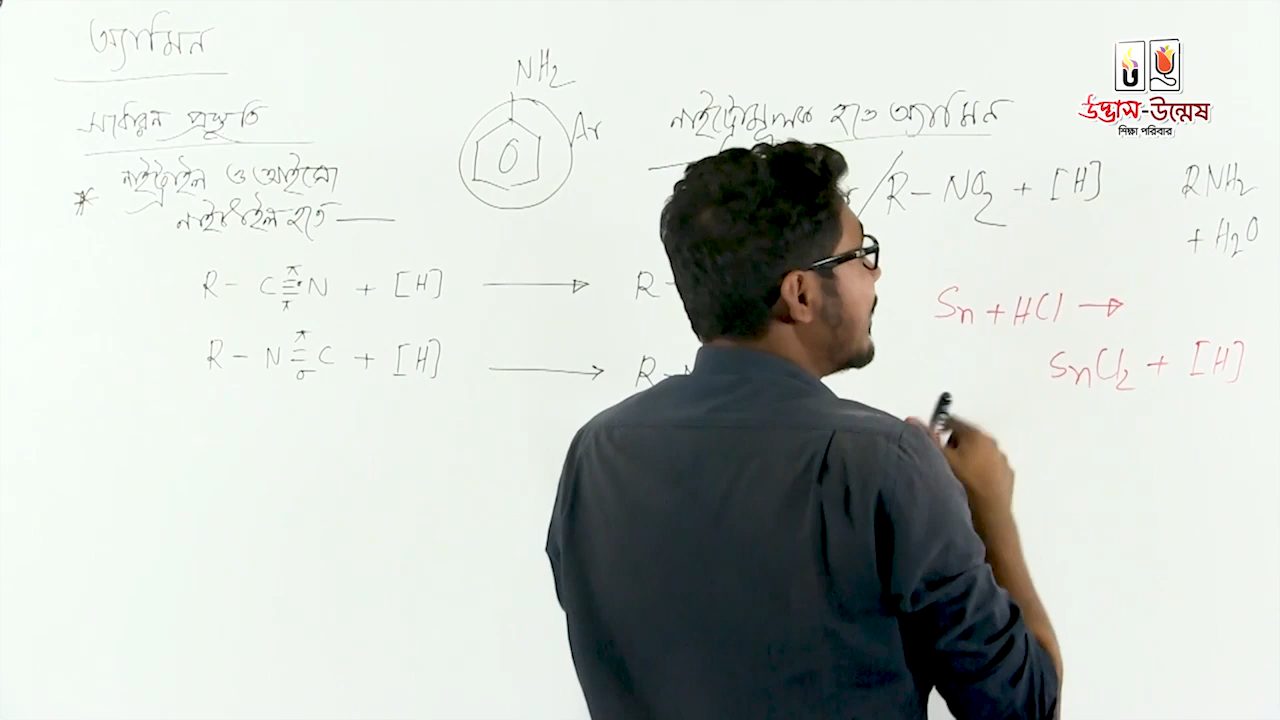 অ্যামিন
সাধারন প্রস্তুতি
* নাইট্রাইল ও আইসো
নাইট্রাইল হতে —
R – C≡N + [H] → R –
π
π
R – N≡C + [H] → R – N
π
σ
NH2
Ar
নাইট্রোমূলক হতে অ্যামিন
/R – NO2 + [H]
RNH2
+ H2O
Sn + HCl →
SnCl2 + [H]
উদ্ভাস-উন্মেষ
শিক্ষা পরিবার